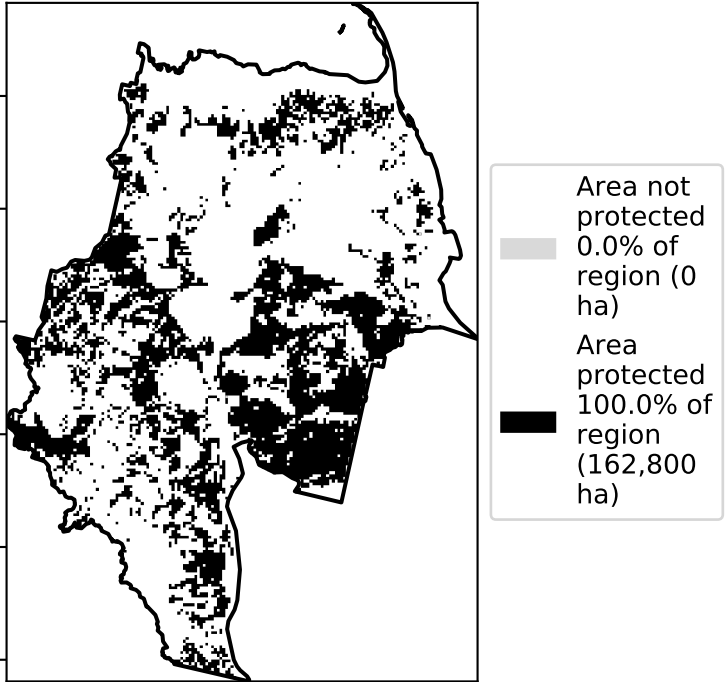 Area not
protected
0.0% of
region (0
ha)
Area
protected
100.0% of
region
(162,800
ha)